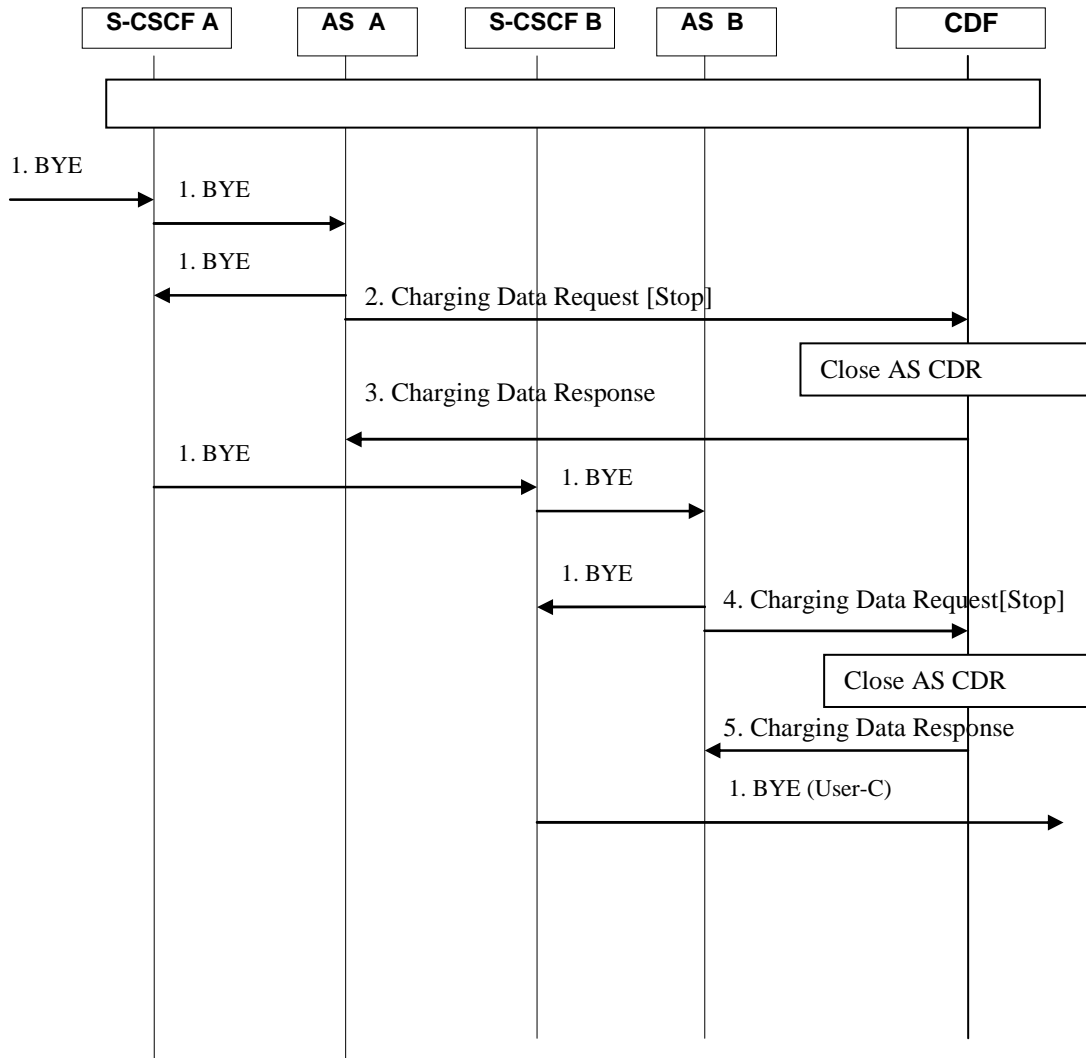 S-CSCF A
AS A
S-CSCF B
AS B
CDF
1. BYE
1. BYE
1. BYE
2. Charging Data Request [Stop]
Close AS CDR
3. Charging Data Response
1. BYE
1. BYE
1. BYE
4. Charging Data Request[Stop]
Close AS CDR
5. Charging Data Response
1. BYE (User-C)